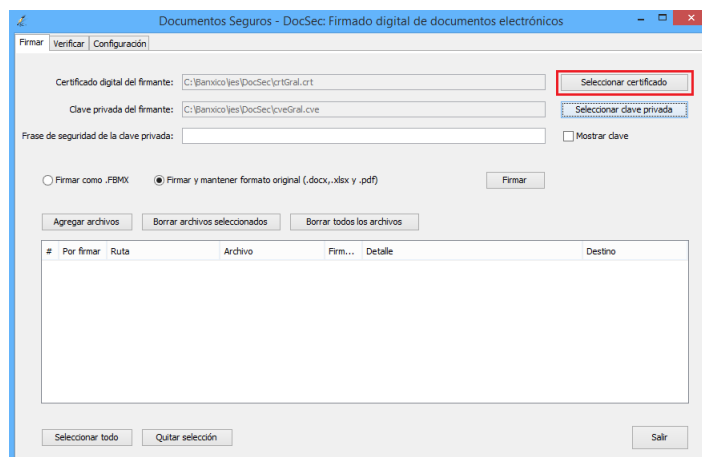 Documentos Seguros - DocSec: Firmado digital de documentos electrónicos
Firmar Verificar Configuración
Certificado digital del firmante: C:\Banxico\ies\DocSec\crtGral.crt Seleccionar certificado
Clave privada del firmante: C:\Banxico\ies\DocSec\cveGral.cve Seleccionar clave privada
Frase de seguridad de la clave privada: Mostrar clave
Firmar como .FBMX Firmar y mantener formato original (.docx,.xlsx y .pdf) Firmar
Agregar archivos Borrar archivos seleccionados Borrar todos los archivos
# Por firmar Ruta Archivo Firm... Detalle Destino
Seleccionar todo Quitar selección Salir